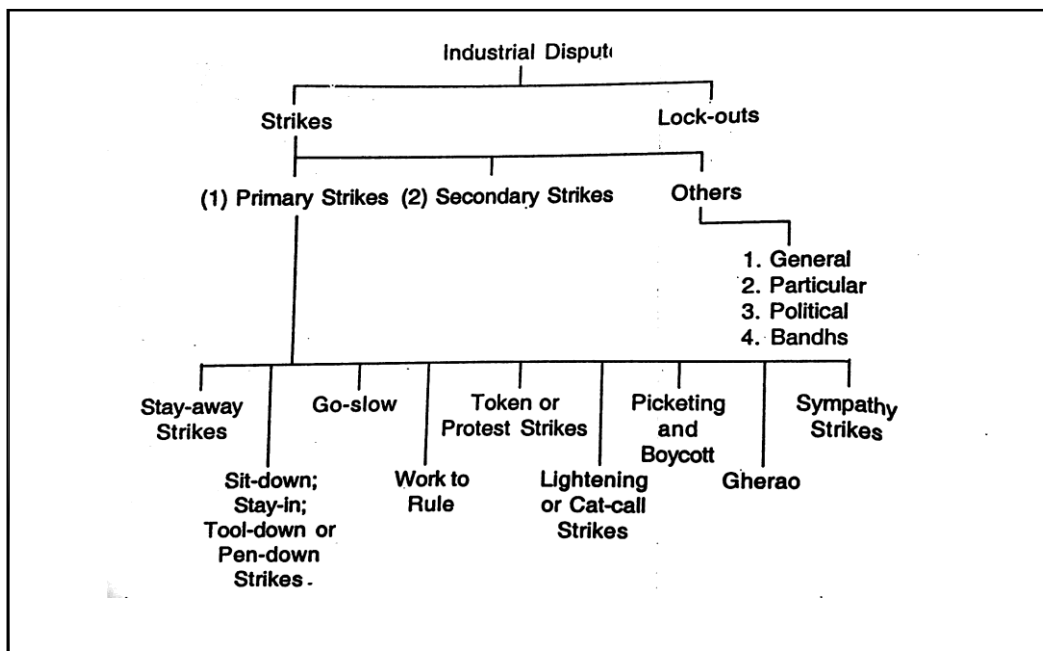 Industrial Dispute
Strikes
Lock-outs
(1) Primary Strikes (2) Secondary Strikes
Others
1. General
2. Particular
3. Political
4. Bandhs
Stay-away
Strikes
Sit-down;
Stay-in;
Tool-down or
Pen-down
Strikes.
Go-slow
Work to
Rule
Token or
Protest Strikes
Lightening
or Cat-call
Strikes
Picketing
and
Boycott
Gherao
Sympathy
Strikes